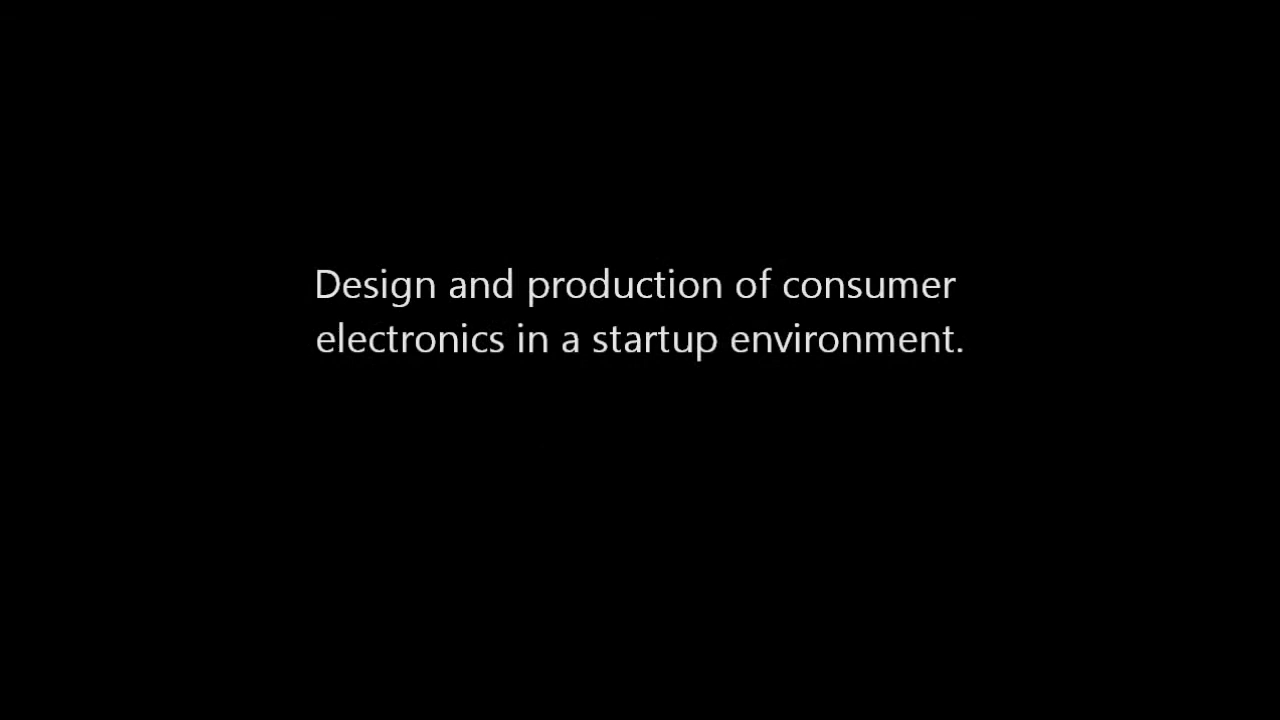 Design and production of consumer
electronics in a startup environment.